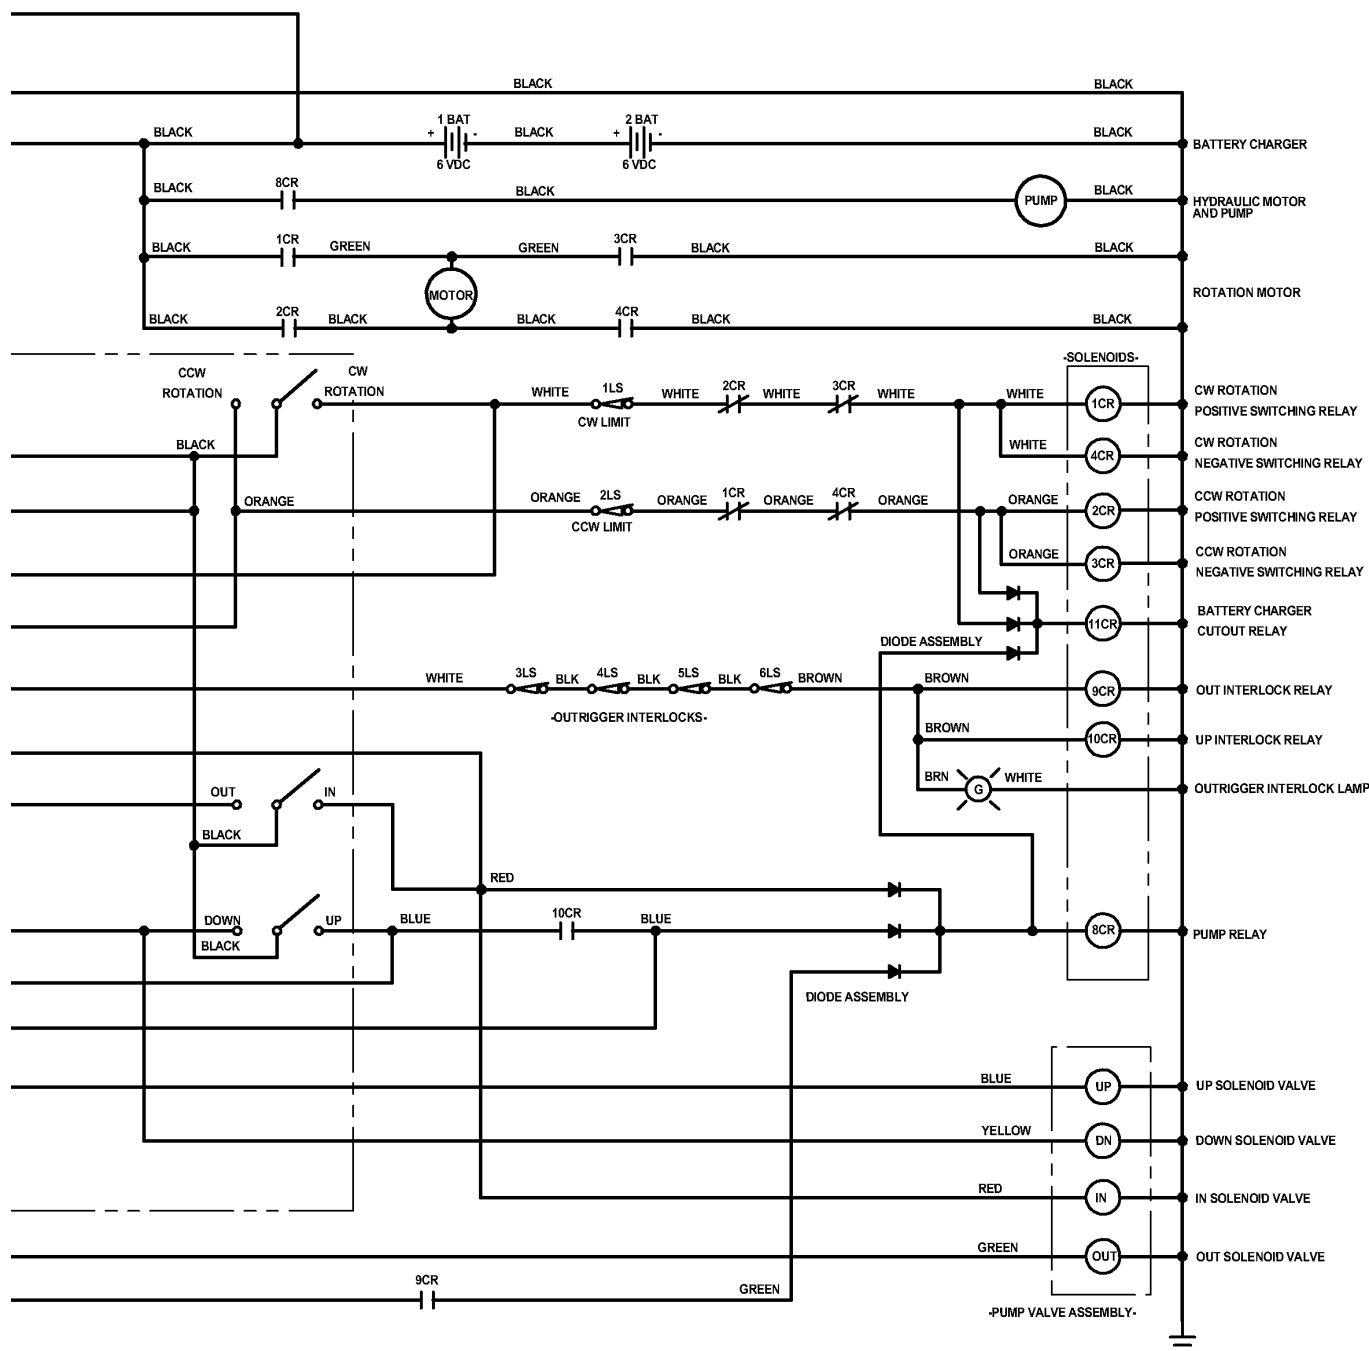 BLACK BLACK
1 BAT 2 BAT
BLACK + - BLACK + - BLACK
BATTERY CHARGER
6 VDC 6 VDC
8CR
BLACK BLACK BLACK
PUMP
HYDRAULIC MOTOR
AND PUMP
1CR 3CR
BLACK GREEN GREEN BLACK BLACK
MOTOR
ROTATION MOTOR
2CR 4CR
BLACK BLACK BLACK BLACK BLACK
-SOLENOIDS-
CCW CW
ROTATION ROTATION
1LS 2CR 3CR
WHITE WHITE WHITE WHITE WHITE
CW LIMIT
1CR
CW ROTATION
POSITIVE SWITCHING RELAY
BLACK
WHITE
4CR
CW ROTATION
NEGATIVE SWITCHING RELAY
2LS 1CR 4CR
ORANGE ORANGE ORANGE ORANGE ORANGE ORANGE
CCW LIMIT
2CR
CCW ROTATION
POSITIVE SWITCHING RELAY
ORANGE
3CR
CCW ROTATION
NEGATIVE SWITCHING RELAY
11CR
BATTERY CHARGER
CUTOUT RELAY
DIODE ASSEMBLY
3LS 4LS 5LS 6LS
WHITE BLK BLK BLK BROWN BROWN
9CR
OUT INTERLOCK RELAY
-OUTRIGGER INTERLOCKS-
BROWN
10CR
UP INTERLOCK RELAY
BRN G WHITE
OUTRIGGER INTERLOCK LAMP
OUT IN
BLACK
RED
DOWN UP BLUE 10CR BLUE
BLACK
8CR
PUMP RELAY
DIODE ASSEMBLY
BLUE UP UP SOLENOID VALVE
YELLOW DN DOWN SOLENOID VALVE
RED IN IN SOLENOID VALVE
GREEN OUT OUT SOLENOID VALVE
9CR GREEN
-PUMP VALVE ASSEMBLY-